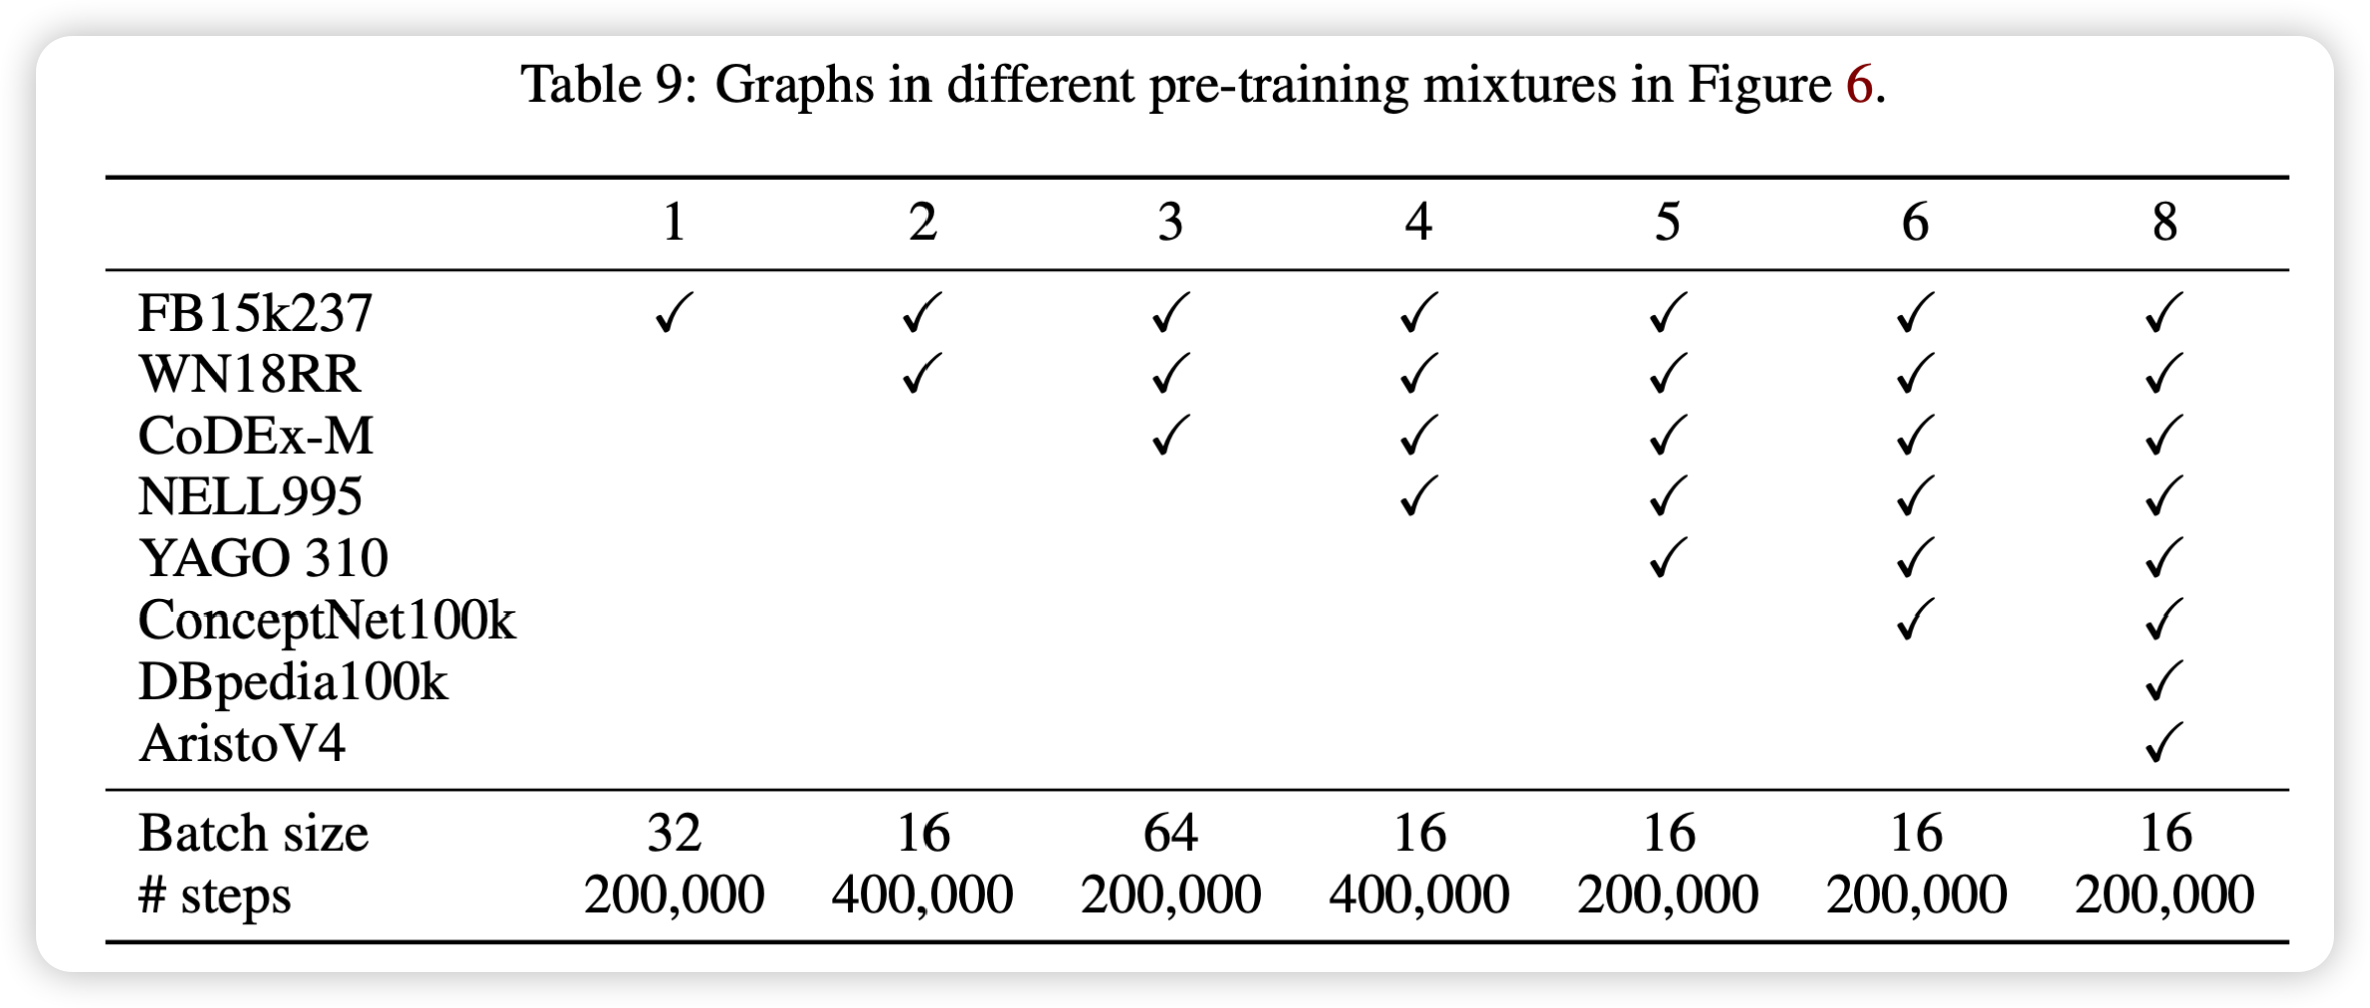 Table 9: Graphs in different pre-training mixtures in Figure 6.
1 2 3 4 5 6 8
FB15k237 ✓ ✓ ✓ ✓ ✓ ✓ ✓
WN18RR ✓ ✓ ✓ ✓ ✓ ✓
CoDEx-M ✓ ✓ ✓ ✓ ✓
NELL995 ✓ ✓ ✓ ✓
YAGO 310 ✓ ✓ ✓
ConceptNet100k ✓ ✓
DBpedia100k ✓
AristoV4 ✓
Batch size 32 16 64 16 16 16 16
# steps 200,000 400,000 200,000 400,000 200,000 200,000 200,000